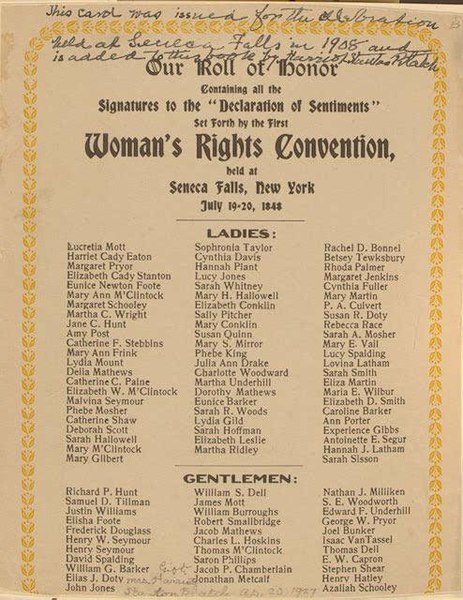 This card was issued for the celebration
held at Seneca Falls in 1908 and
is added to this book by Harriot Stanton Blatch
Our Roll of Honor
Containing all the
Signatures to the "Declaration of Sentiments"
Set Forth by the First
Woman's Rights Convention,
held at
Seneca Falls, New York
July 19-20, 1848
LADIES:
Lucretia Mott
Harriet Cady Eaton
Margaret Pryor
Elizabeth Cady Stanton
Eunice Newton Foote
Mary Ann M'Clintock
Margaret Schooley
Martha C. Wright
Jane C. Hunt
Amy Post
Catherine F. Stebbins
Mary Ann Frink
Lydia Mount
Delia Mathews
Catherine C. Paine
Elizabeth W. M'Clintock
Malvina Seymour
Phebe Mosher
Catherine Shaw
Deborah Scott
Sarah Hallowell
Mary M'Clintock
Mary Gilbert
Sophronia Taylor
Cynthia Davis
Hannah Plant
Lucy Jones
Sarah Whitney
Mary H. Hallowell
Elizabeth Conklin
Sally Pitcher
Mary Conklin
Susan Quinn
Mary S. Mirror
Phebe King
Julia Ann Drake
Charlotte Woodward
Martha Underhill
Dorothy Mathews
Eunice Barker
Sarah R. Woods
Lydia Gild
Sarah Hoffman
Elizabeth Leslie
Martha Ridley
Rachel D. Bonnel
Betsey Tewksbury
Rhoda Palmer
Margaret Jenkins
Cynthia Fuller
Mary Martin
P. A. Culvert
Susan R. Doty
Rebecca Race
Sarah A. Mosher
Mary E. Vail
Lucy Spalding
Lovina Latham
Sarah Smith
Eliza Martin
Maria E. Wilbur
Elizabeth D. Smith
Caroline Barker
Ann Porter
Experience Gibbs
Antoinette E. Segur
Hannah J. Latham
Sarah Sisson
GENTLEMEN:
Richard P. Hunt
Samuel D. Tillman
Justin Williams
Elisha Foote
Frederick Douglass
Henry W. Seymour
Henry Seymour
David Spalding
William G. Barker
Elias J. Doty
John Jones
William S. Dell
James Mott
William Burroughs
Robert Smallbridge
Jacob Mathews
Charles L. Hoskins
Thomas M'Clintock
Saron Phillips
Jacob P. Chamberlain
Jonathan Metcalf
Nathan J. Milliken
S. E. Woodworth
Edward F. Underhill
George W. Pryor
Joel Bunker
Isaac VanTassel
Thomas Dell
E. W. Capron
Stephen Shear
Henry Hatley
Azaliah Schooley
Mrs Harriot
Stanton Blatch